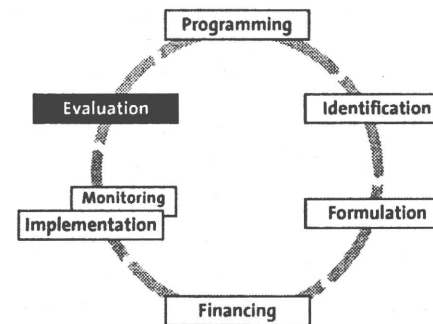 Programming
Evaluation
Identification
Monitoring
Implementation
Formulation
Financing